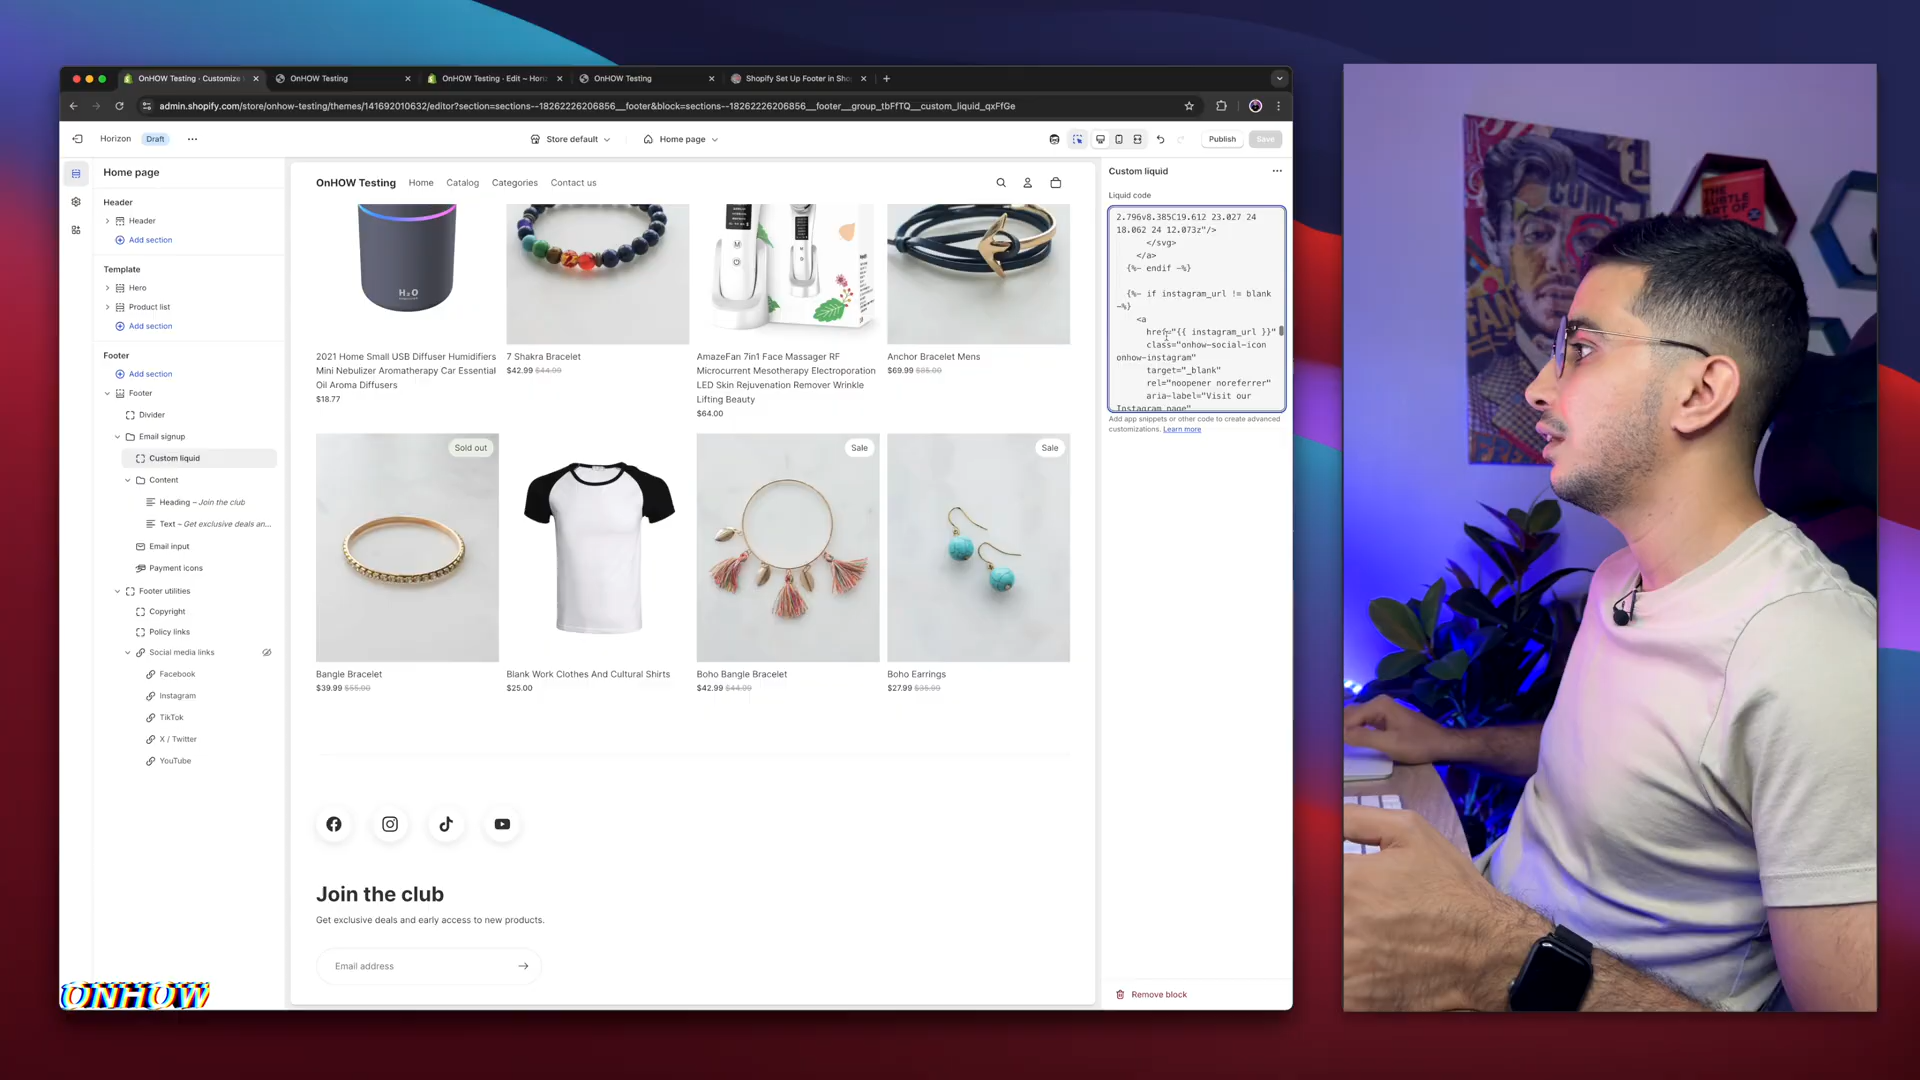 OnHOW Testing · Customize
OnHOW Testing
OnHOW Testing · Edit ~ Hori
OnHOW Testing
Shopify Set Up Footer in Sho
admin.shopify.com/store/onhow-testing/themes/141692010632/editor?section=sections--18262226206856__footer&block=sections--18262226206856__footer__group_tbFfTQ__custom_liquid_qxFfGe
Horizon
Draft
Store default
Home page
Publish
Save
Home page
Header
Header
Add section
Template
Hero
Product list
Add section
Footer
Add section
Footer
Divider
Email signup
Custom liquid
Content
Heading – Join the club
Text – Get exclusive deals an...
Email input
Payment icons
Footer utilities
Copyright
Policy links
Social media links
Facebook
Instagram
TikTok
X / Twitter
YouTube
OnHOW Testing
Home
Catalog
Categories
Contact us
H₂O
2021 Home Small USB Diffuser Humidifiers
Mini Nebulizer Aromatherapy Car Essential
Oil Aroma Diffusers
$18.77
7 Shakra Bracelet
$42.99 $44.99
AmazeFan 7in1 Face Massager RF
Microcurrent Mesotherapy Electroporation
LED Skin Rejuvenation Remover Wrinkle
Lifting Beauty
$64.00
Anchor Bracelet Mens
$69.99 $85.00
Sold out
Sale
Sale
Bangle Bracelet
$39.99 $55.00
Blank Work Clothes And Cultural Shirts
$25.00
Boho Bangle Bracelet
$42.99 $44.99
Boho Earrings
$27.99 $35.00
Join the club
Get exclusive deals and early access to new products.
Email address
Custom liquid
Liquid code
2.796v8.385C19.612 23.027 24
18.062 24 12.073z"/>
</svg>
</a>
{%- endif -%}
{%- if instagram_url != blank
-%}
<a
href="{{ instagram_url }}"
class="onhow-social-icon
onhow-instagram"
target="_blank"
rel="noopener noreferrer"
aria-label="Visit our
Instagram page"
Add app snippets or other code to create advanced
customizations. Learn more
Remove block
ONHOW
THE
SUBTLE
ART OF